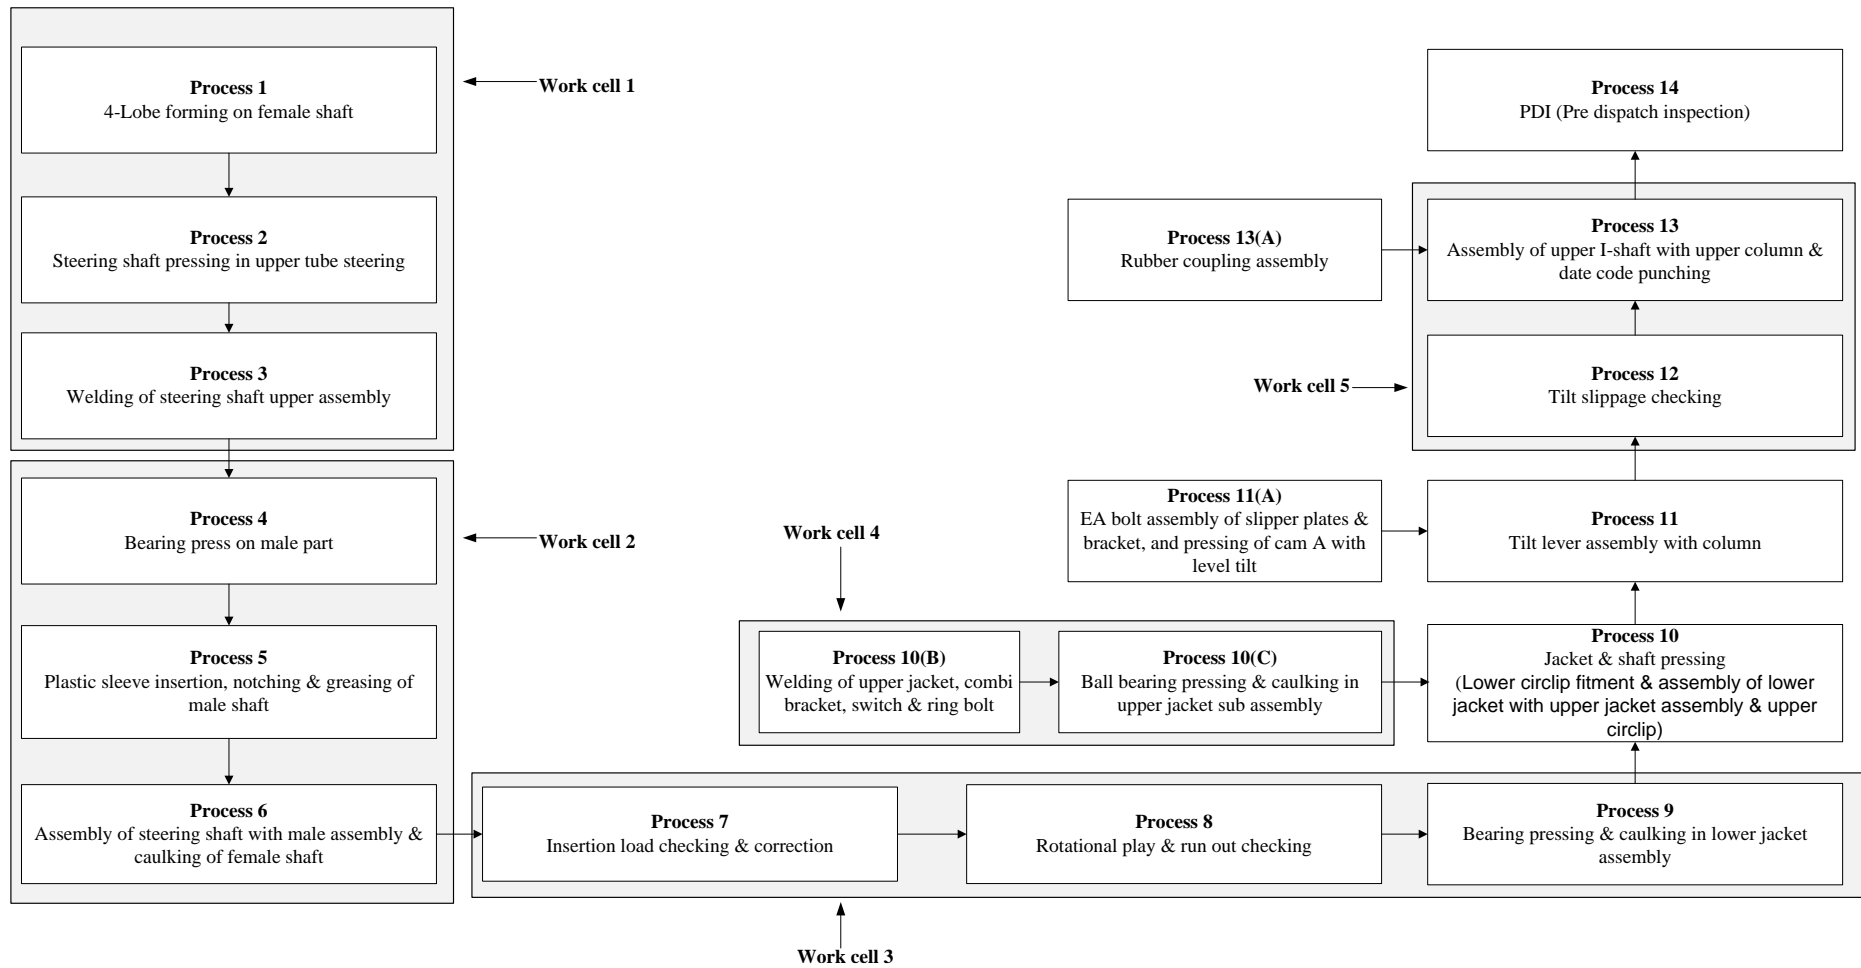 Process 1
4-Lobe forming on female shaft
Work cell 1
Process 2
Steering shaft pressing in upper tube steering
Process 3
Welding of steering shaft upper assembly
Process 4
Bearing press on male part
Work cell 2
Process 5
Plastic sleeve insertion, notching & greasing of
male shaft
Process 6
Assembly of steering shaft with male assembly &
caulking of female shaft
Process 7
Insertion load checking & correction
Process 8
Rotational play & run out checking
Process 9
Bearing pressing & caulking in lower jacket
assembly
Work cell 3
Work cell 4
Process 10(B)
Welding of upper jacket, combi
bracket, switch & ring bolt
Process 10(C)
Ball bearing pressing & caulking in
upper jacket sub assembly
Process 10
Jacket & shaft pressing
(Lower circlip fitment & assembly of lower
jacket with upper jacket assembly & upper
circlip)
Process 11(A)
EA bolt assembly of slipper plates &
bracket, and pressing of cam A with
level tilt
Process 11
Tilt lever assembly with column
Work cell 5
Process 12
Tilt slippage checking
Process 13(A)
Rubber coupling assembly
Process 13
Assembly of upper I-shaft with upper column &
date code punching
Process 14
PDI (Pre dispatch inspection)